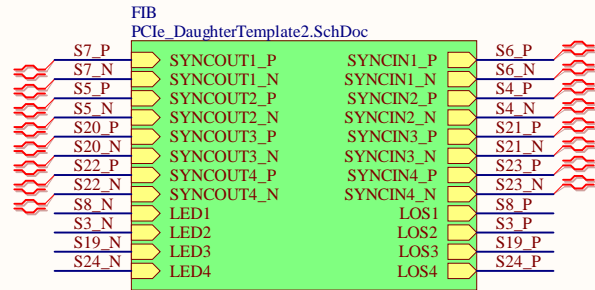 FIB
PCIe_DaughterTemplate2.SchDoc
S7_P SYNCOUT1_P SYNCIN1_P S6_P
S7_N SYNCOUT1_N SYNCIN1_N S6_N
S5_P SYNCOUT2_P SYNCIN2_P S4_P
S5_N SYNCOUT2_N SYNCIN2_N S4_N
S20_P SYNCOUT3_P SYNCIN3_P S21_P
S20_N SYNCOUT3_N SYNCIN3_N S21_N
S22_P SYNCOUT4_P SYNCIN4_P S23_P
S22_N SYNCOUT4_N SYNCIN4_N S23_N
S8_N LED1 LOS1 S8_P
S3_N LED2 LOS2 S3_P
S19_N LED3 LOS3 S19_P
S24_N LED4 LOS4 S24_P